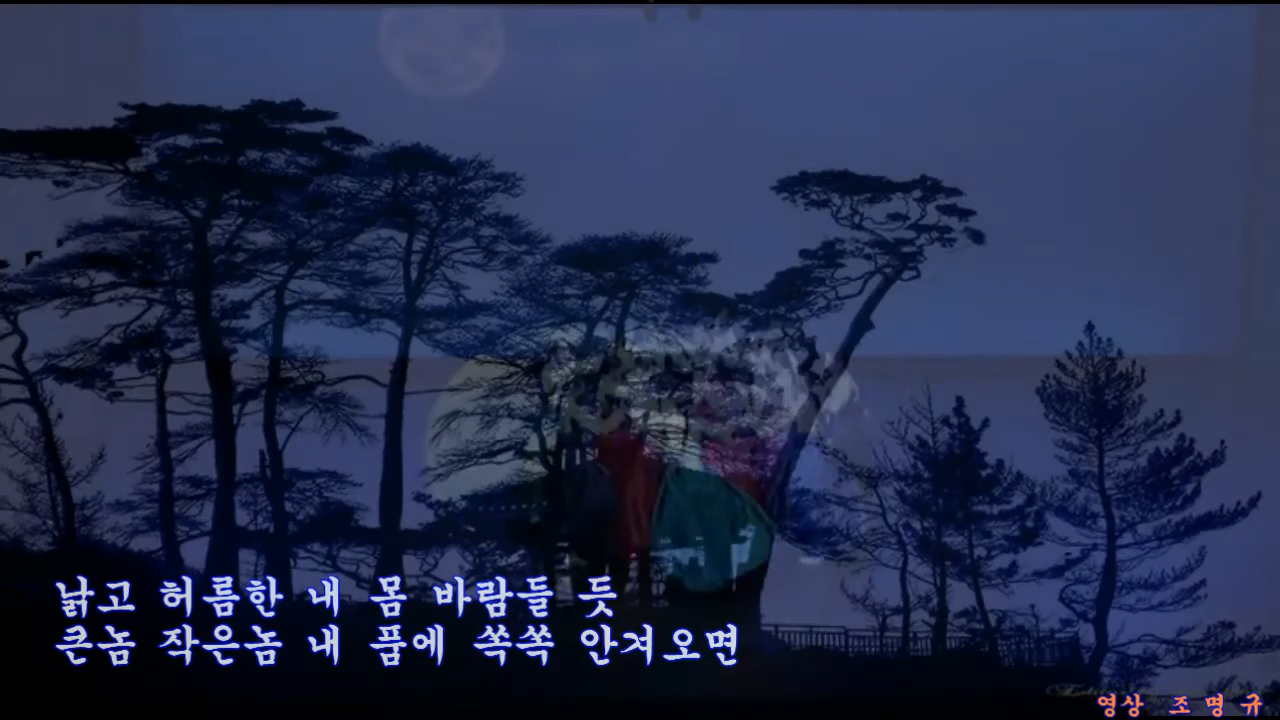 낡고 허름한 내 몸 바람들 듯
큰놈 작은놈 내 품에 쏙쏙 안겨오면
영상 조명규